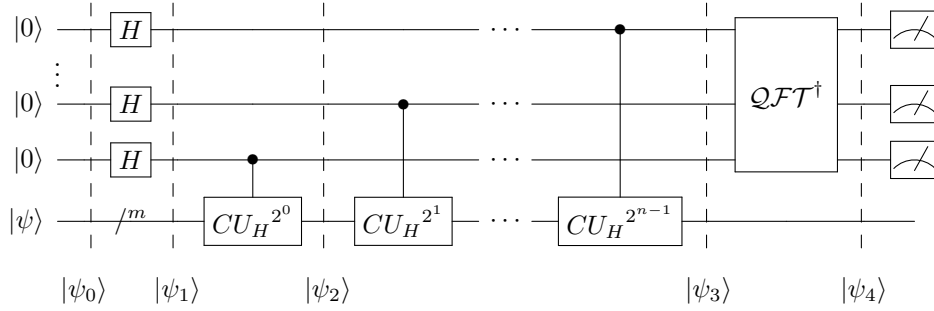 |0⟩ H ··· 𝒬ℱ𝒯†
⋮
|0⟩ H ···
|0⟩ H ···
|ψ⟩ /m CU_H^{2^0} CU_H^{2^1} ··· CU_H^{2^{n−1}}
|ψ₀⟩ |ψ₁⟩ |ψ₂⟩ |ψ₃⟩ |ψ₄⟩